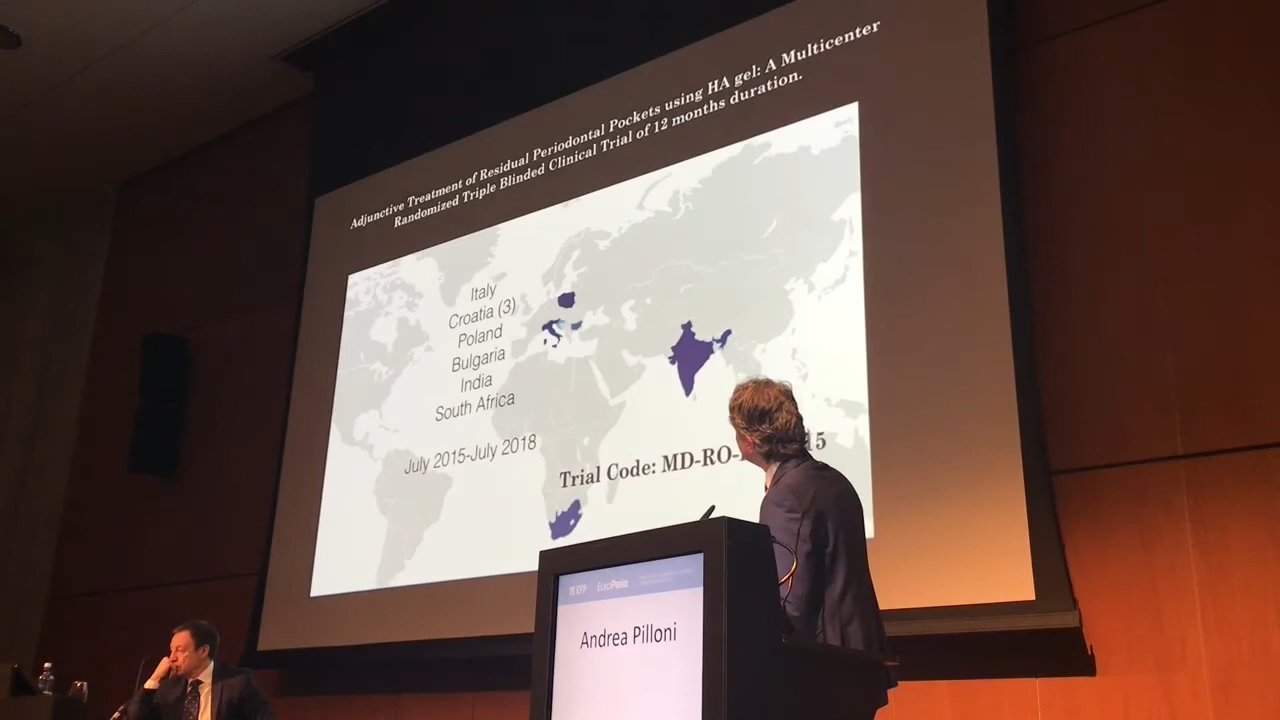 Adjunctive Treatment of Residual Periodontal Pockets using HA gel: A Multicenter
Randomized Triple Blinded Clinical Trial of 12 months duration.
Italy
Croatia (3)
Poland
Bulgaria
India
South Africa
July 2015-July 2018
Trial Code: MD-RO- 15
EFP EuroPerio
Andrea Pilloni